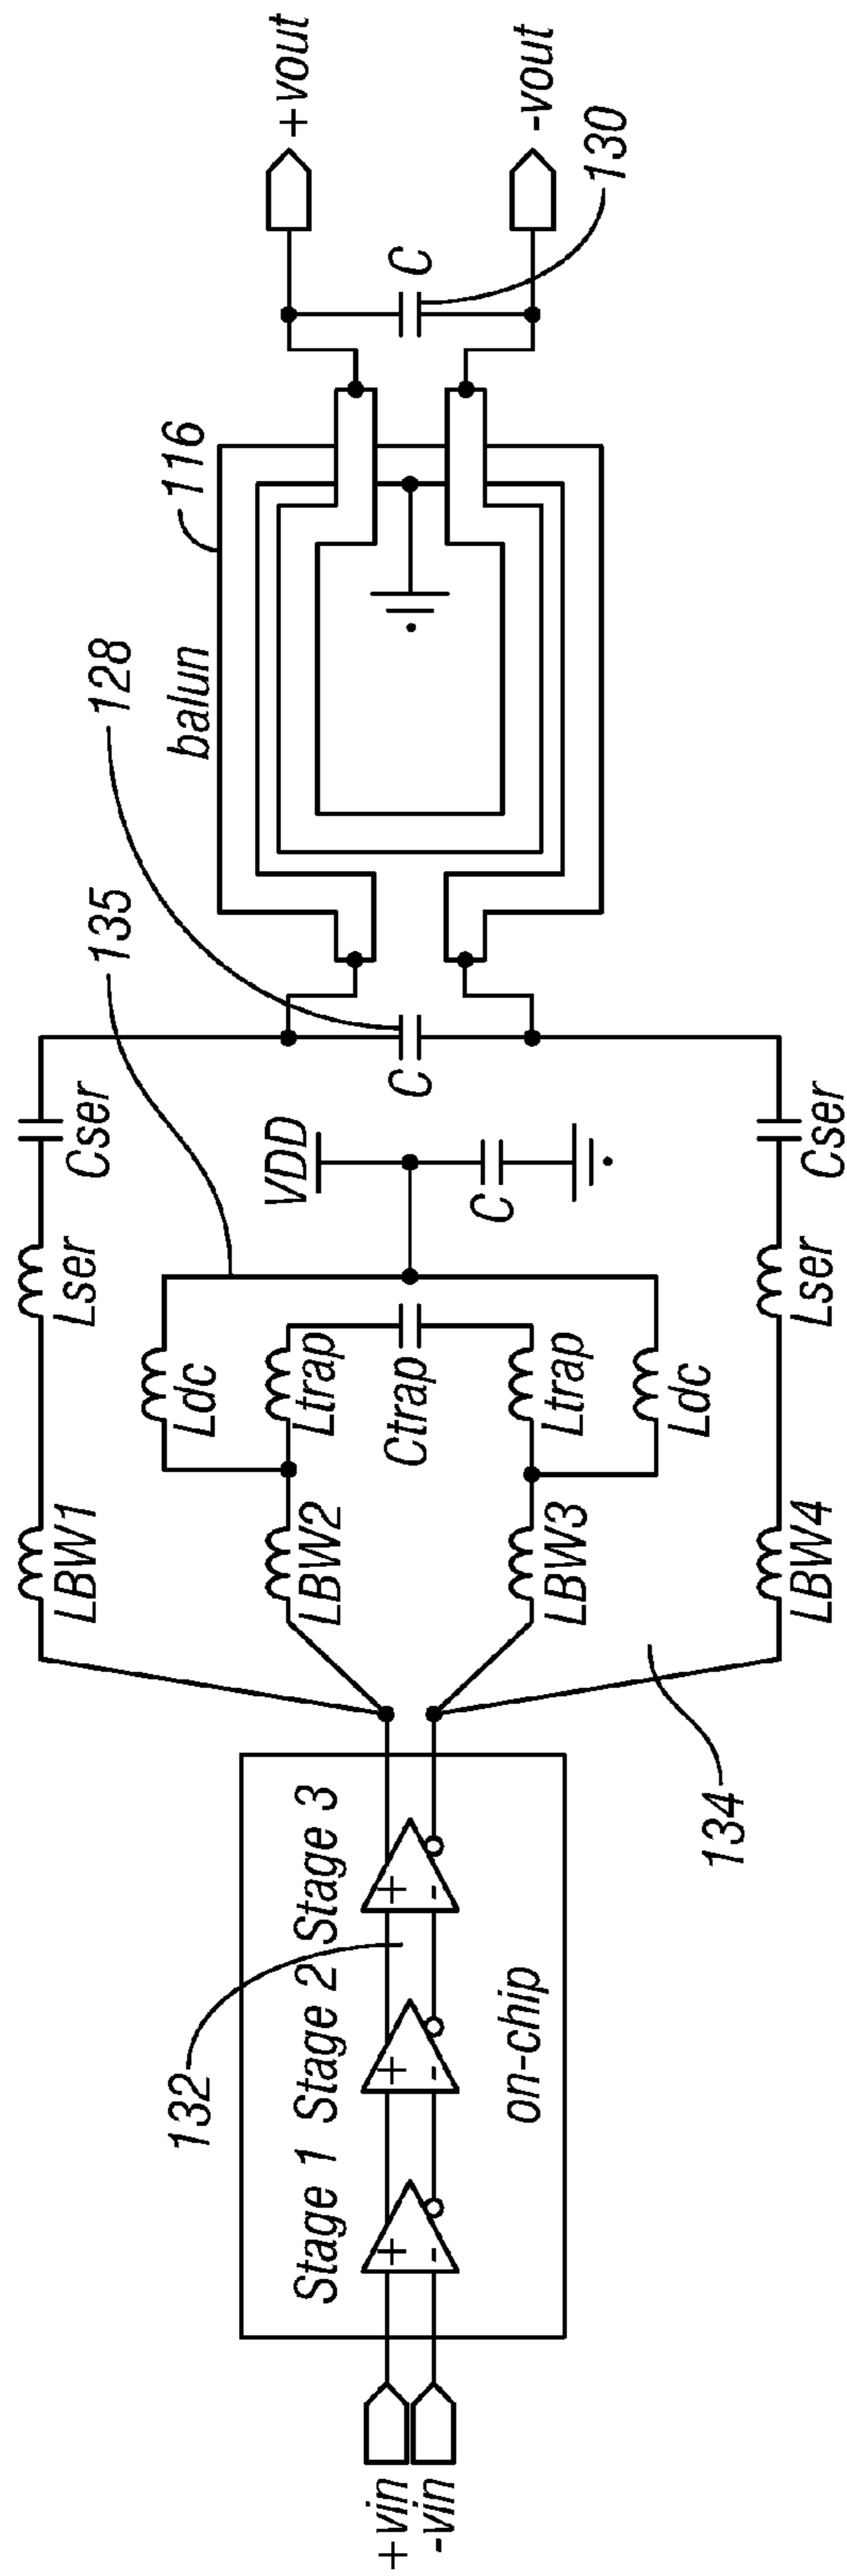 +vin
-vin
132
Stage 1
Stage 2
Stage 3
+
-
+
-
+
-
on-chip
134
LBW1
LBW2
LBW3
LBW4
Lser
Cser
Ldc
Ltrap
Ctrap
Ltrap
Ldc
Lser
Cser
VDD
C
135
128
C
balun
116
C
130
+vout
-vout